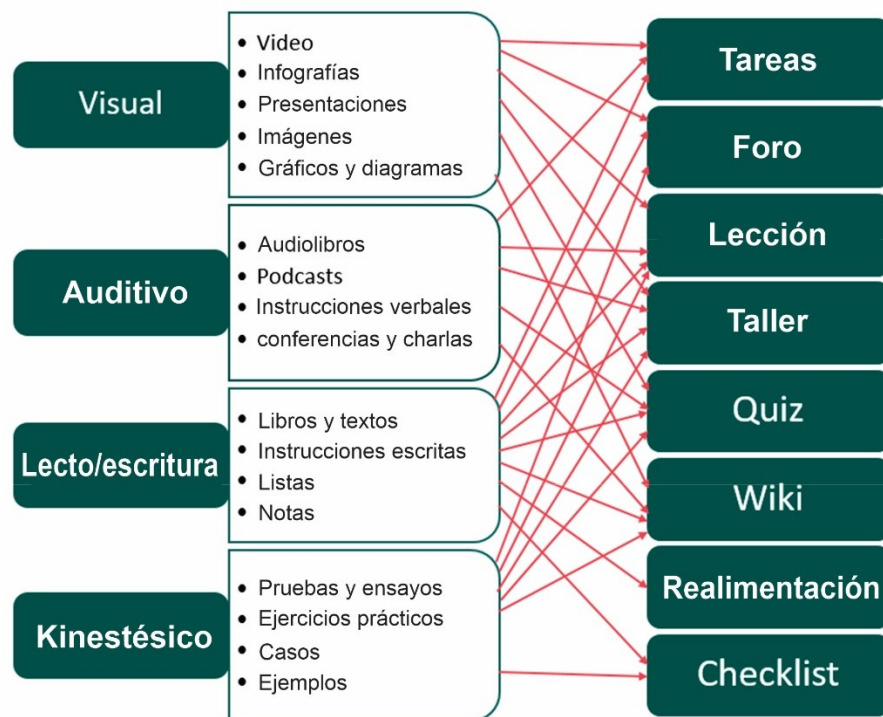 Visual
• Video
• Infografías
• Presentaciones
• Imágenes
• Gráficos y diagramas
Auditivo
• Audiolibros
• Podcasts
• Instrucciones verbales
• conferencias y charlas
Lecto/escritura
• Libros y textos
• Instrucciones escritas
• Listas
• Notas
Kinestésico
• Pruebas y ensayos
• Ejercicios prácticos
• Casos
• Ejemplos
Tareas
Foro
Lección
Taller
Quiz
Wiki
Realimentación
Checklist